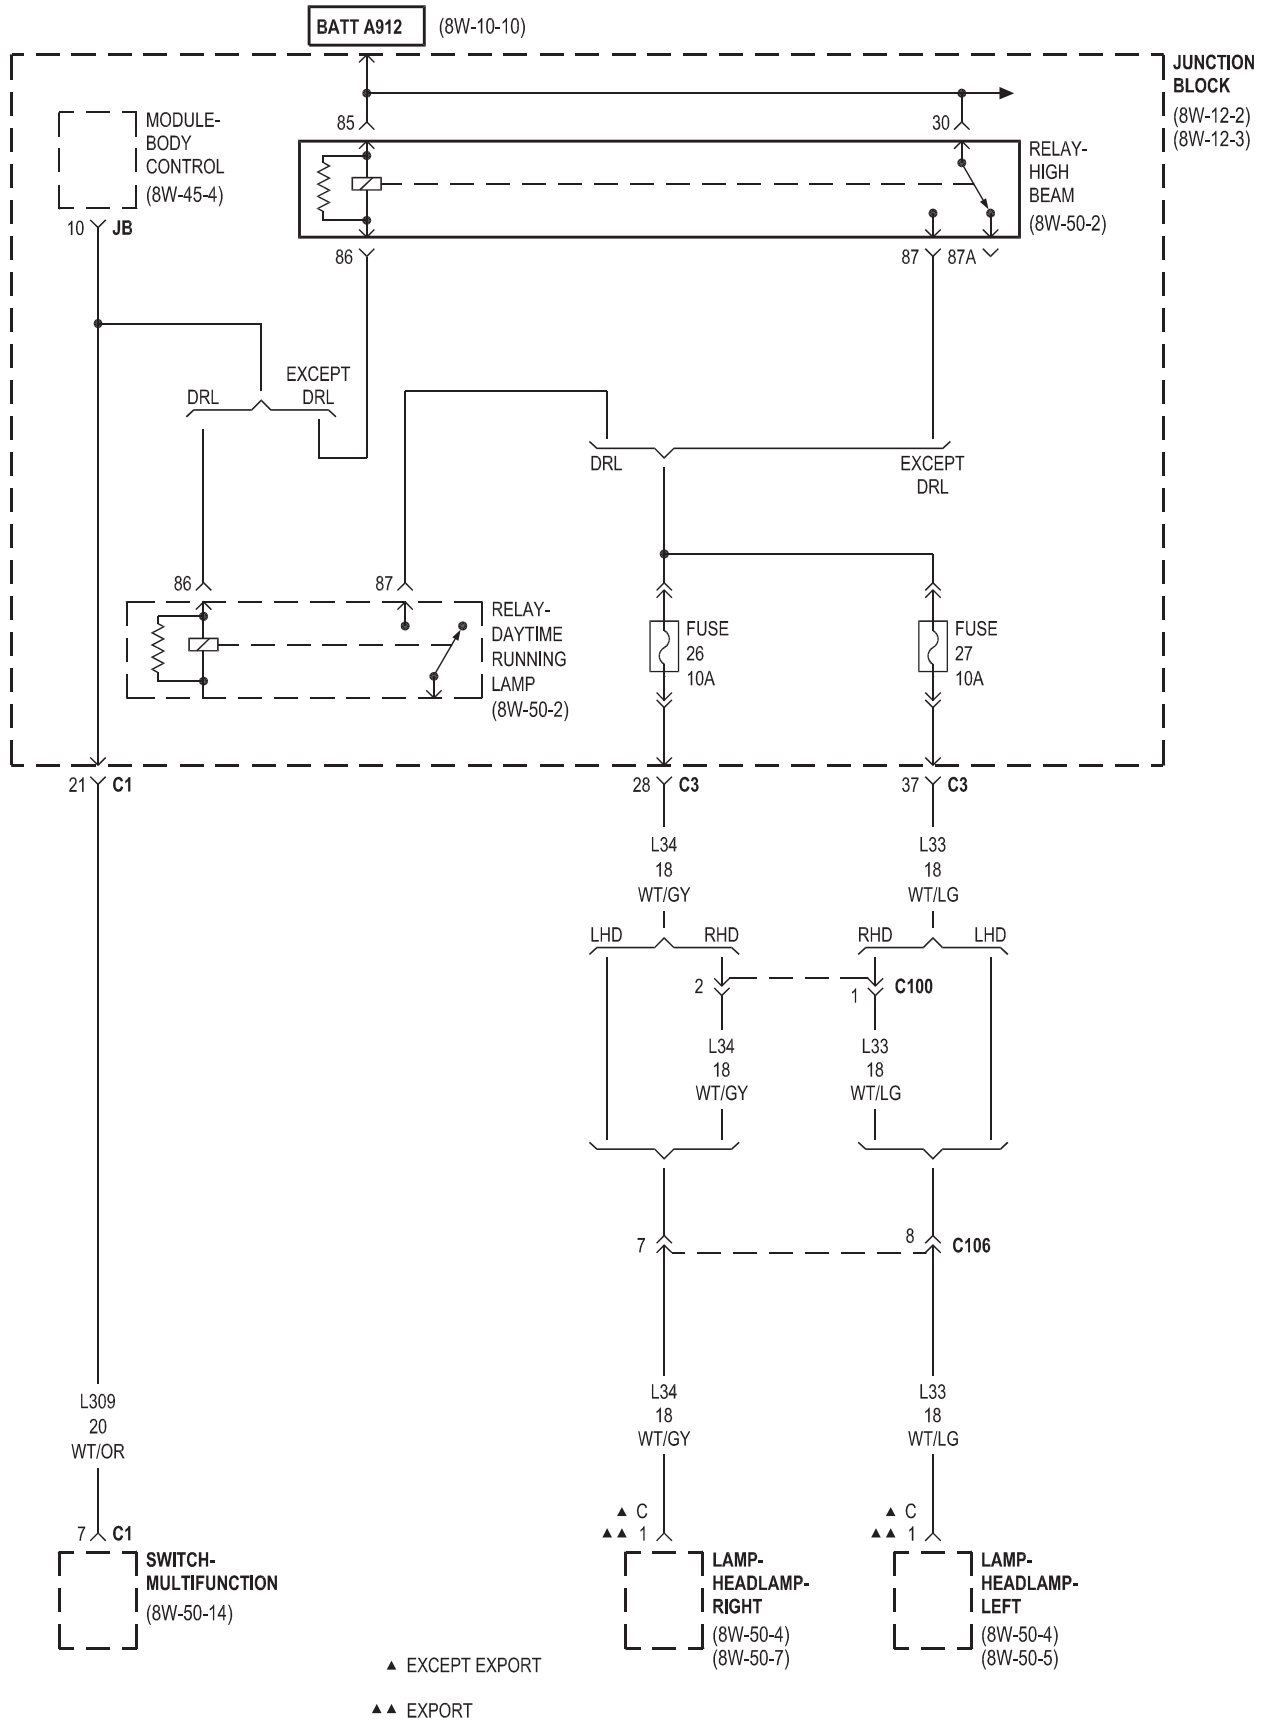 BATT A912 (8W-10-10)
JUNCTION
BLOCK
(8W-12-2)
(8W-12-3)
MODULE-
BODY
CONTROL
(8W-45-4)
10 JB
85
30
RELAY-
HIGH
BEAM
(8W-50-2)
86
87 87A
DRL
EXCEPT
DRL
DRL
EXCEPT
DRL
86
87
RELAY-
DAYTIME
RUNNING
LAMP
(8W-50-2)
FUSE
26
10A
FUSE
27
10A
21 C1
28 C3
37 C3
L34
18
WT/GY
L33
18
WT/LG
LHD RHD
RHD LHD
2
1 C100
L34
18
WT/GY
L33
18
WT/LG
7
8 C106
L309
20
WT/OR
L34
18
WT/GY
L33
18
WT/LG
7 C1
▲ C
▲▲ 1
▲ C
▲▲ 1
SWITCH-
MULTIFUNCTION
(8W-50-14)
LAMP-
HEADLAMP-
RIGHT
(8W-50-4)
(8W-50-7)
LAMP-
HEADLAMP-
LEFT
(8W-50-4)
(8W-50-5)
▲ EXCEPT EXPORT
▲▲ EXPORT